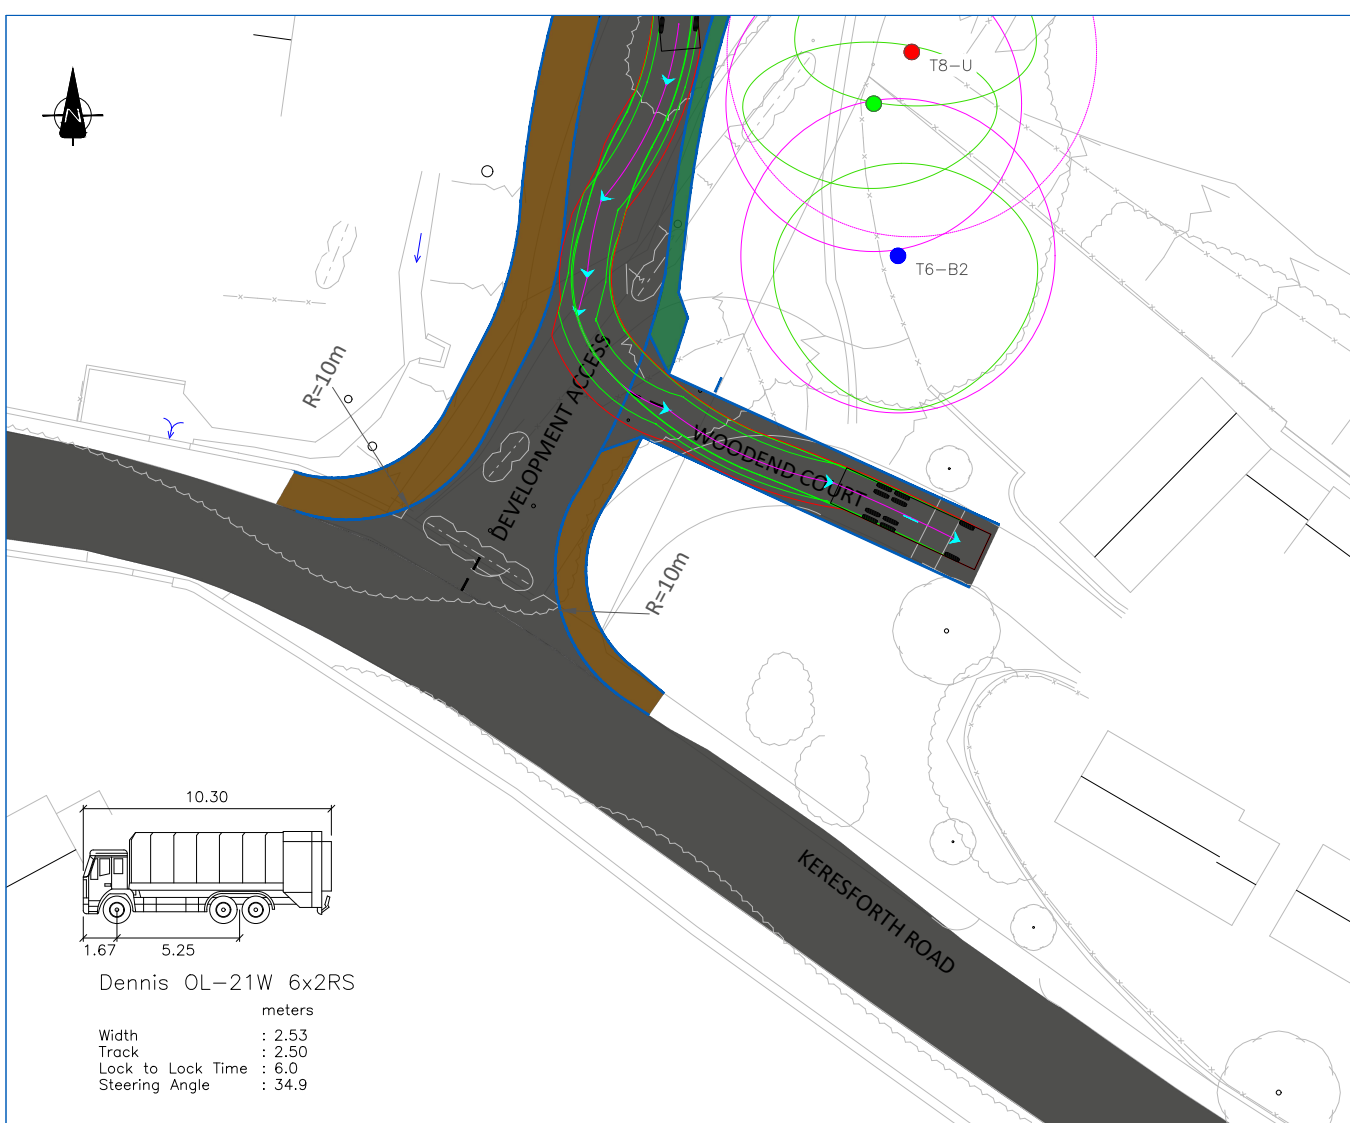 N
T8-U
T6-B2
R=10m
DEVELOPMENT ACCESS
WOODEND COURT
R=10m
KERESFORTH ROAD
10.30
1.67
5.25
Dennis OL-21W 6x2RS
meters
Width : 2.53
Track : 2.50
Lock to Lock Time : 6.0
Steering Angle : 34.9